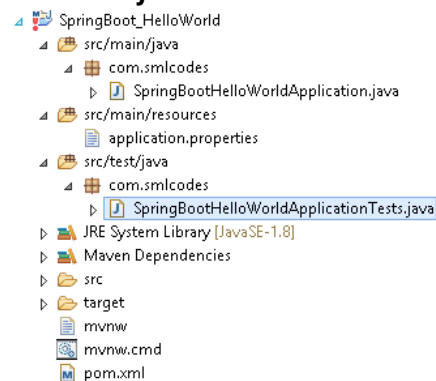 SpringBoot_HelloWorld
src/main/java
com.smlcodes
SpringBootHelloWorldApplication.java
src/main/resources
application.properties
src/test/java
com.smlcodes
SpringBootHelloWorldApplicationTests.java
JRE System Library [JavaSE-1.8]
Maven Dependencies
src
target
mvnw
mvnw.cmd
pom.xml